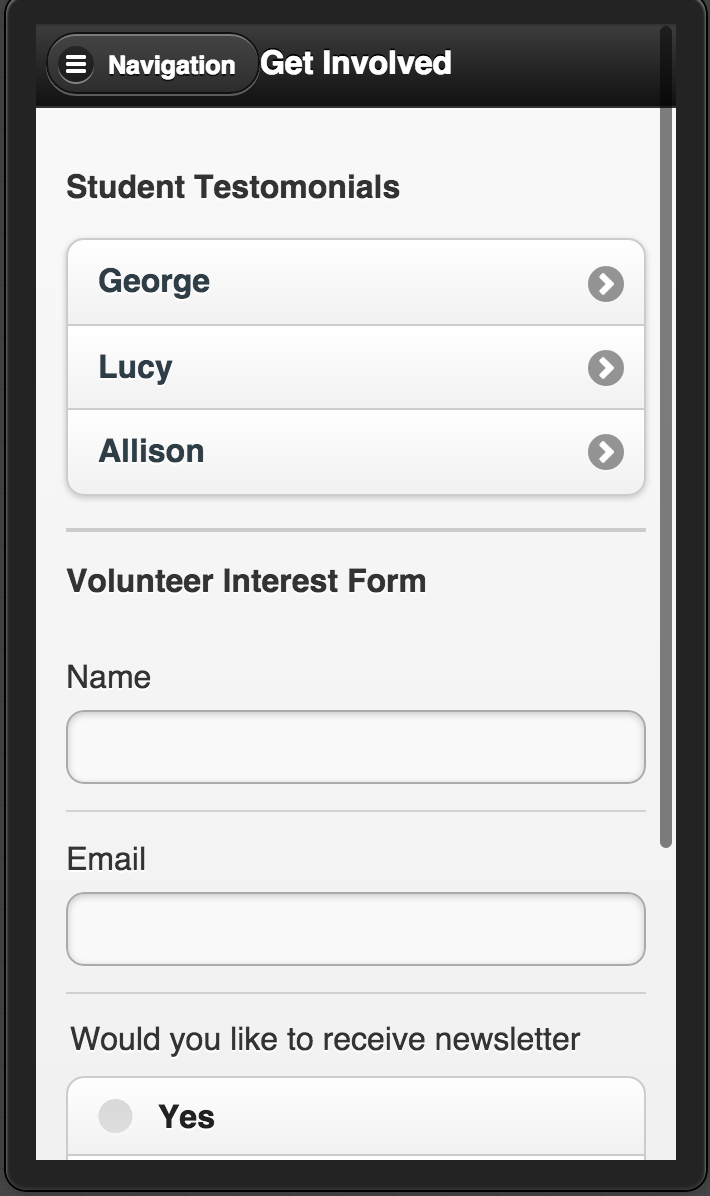 Navigation Get Involved
Student Testomonials
George
Lucy
Allison
Volunteer Interest Form
Name
Email
Would you like to receive newsletter
Yes